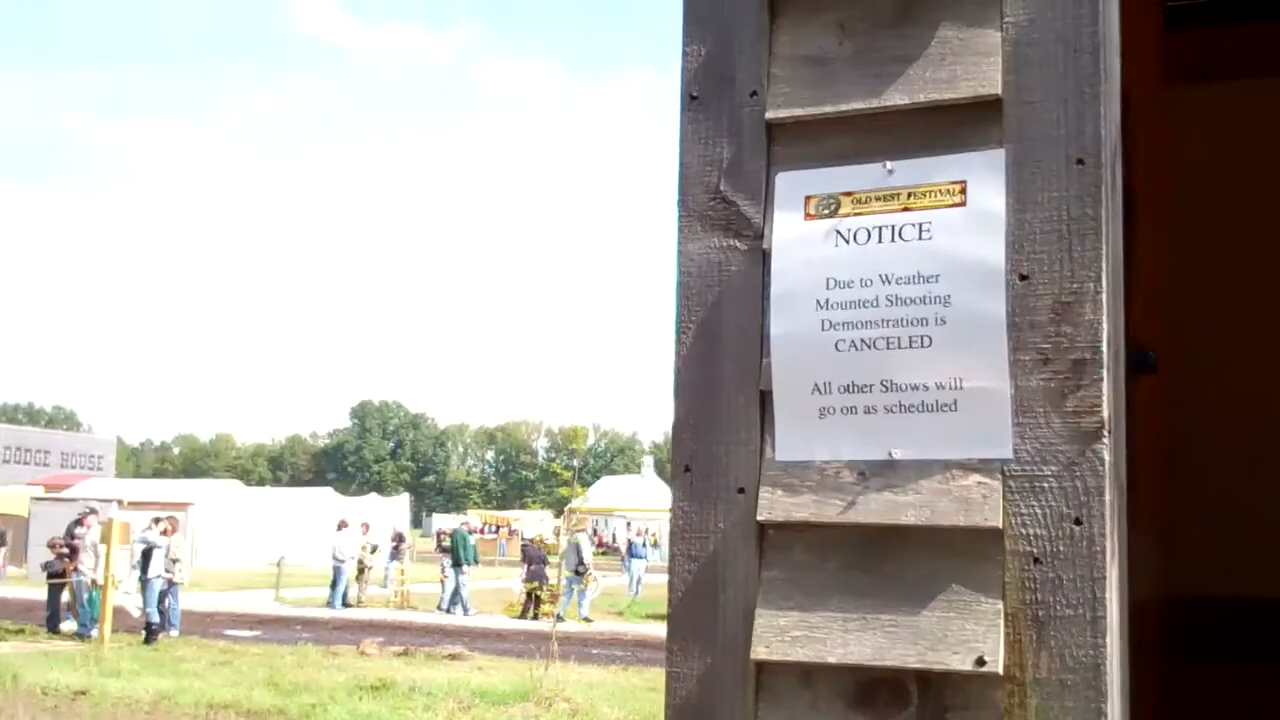 OLD WEST FESTIVAL
NOTICE
Due to Weather
Mounted Shooting
Demonstration is
CANCELED
All other Shows will
go on as scheduled
DODGE HOUSE